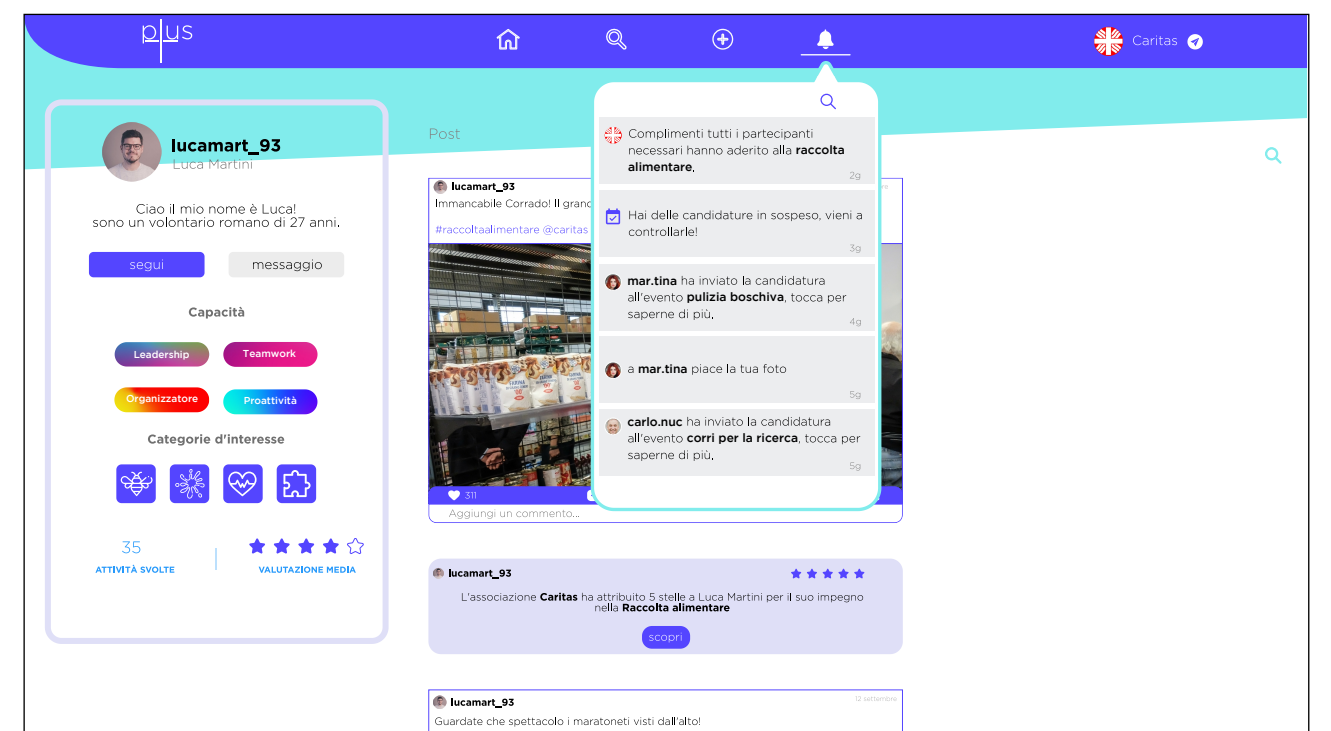 plus
Caritas
lucamart_93
Luca Martini
Ciao il mio nome è Luca!
sono un volontario romano di 27 anni.
segui
messaggio
Capacità
Leadership
Teamwork
Organizzatore
Proattività
Categorie d'interesse
35
ATTIVITÀ SVOLTE
VALUTAZIONE MEDIA
Post
lucamart_93
Immancabile Corrado! Il
#raccoltaalimentare @caritas
FARINA
311
Aggiungi un commento...
Complimenti tutti i partecipanti
necessari hanno aderito alla raccolta
alimentare,
2g
Hai delle candidature in sospeso, vieni a
controllarle!
3g
mar.tina ha inviato la candidatura
all'evento pulizia boschiva, tocca per
saperne di più,
4g
a mar.tina piace la tua foto
5g
carlo.nuc ha inviato la candidatura
all'evento corri per la ricerca, tocca per
saperne di più,
5g
lucamart_93
L'associazione Caritas ha attribuito 5 stelle a Luca Martini per il suo impegno
nella Raccolta alimentare
scopri
lucamart_93
12 settembre
Guardate che spettacolo i maratoneti visti dall'alto!